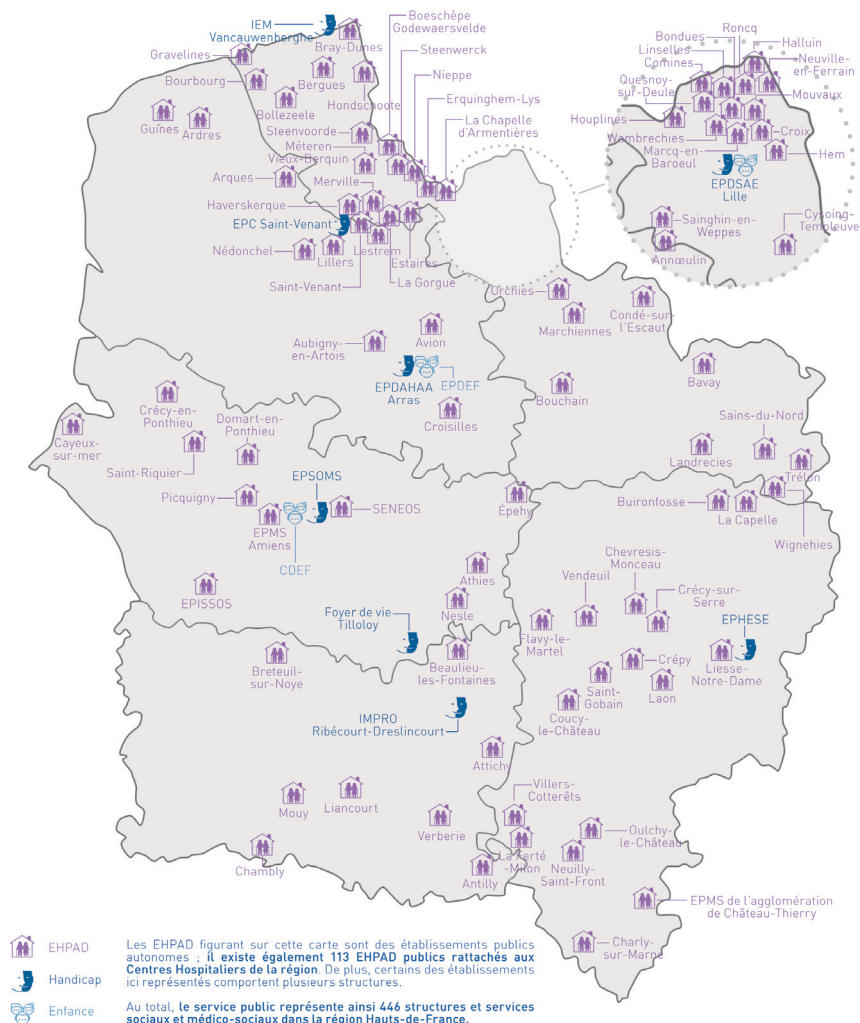 IEM
Vancauwenberghe
Gravelines
Bray-Dunes
Bourbourg
Bergues
Bollezeele
Hondschoote
Guînes
Ardres
Boeschèpe
Godewaersvelde
Steenwerck
Nieppe
Erquinghem-Lys
La Chapelle
d'Armentières
Steenvoorde
Méteren
Vieux-Berquin
Arques
Merville
Haverskerque
EPC Saint-Venant
Nédonchel
Lillers
Lestrem
Estaires
Saint-Venant
La Gorgue
Roncq
Bondues
Linselles
Comines
Halluin
Neuville-
en-Ferrain
Quesnoy-
sur-Deule
Mouvaux
Houplines
Wambrechies
Croix
Marcq-en-
Baroeul
Hem
EPDSAE
Lille
Sainghin-en-
Weppes
Cysoing-
Templeuve
Annœulin
Orchies
Marchiennes
Condé-sur-
l'Escaut
Aubigny-
en-Artois
Avion
EPDAHAA
Arras
EPDEF
Croisilles
Bouchain
Bavay
Sains-du-Nord
Landrecies
Trélon
Wignehies
Crécy-en-
Ponthieu
Cayeux-
sur-mer
Domart-en-
Ponthieu
Saint-Riquier
Picquigny
EPSOMS
SENEOS
EPMS
Amiens
CDEF
Épehy
Buironfosse
La Capelle
EPISSOS
Athies
Nesle
Foyer de vie
Tilloloy
Chevresis-
Monceau
Vendeuil
Crécy-sur-
Serre
Flavy-le-
Martel
EPHESE
Liesse-
Notre-Dame
Crépy
Saint-
Gobain
Laon
Coucy-
le-Château
Breteuil-
sur-Noye
Beaulieu-
les-Fontaines
IMPRO
Ribécourt-Dreslincourt
Attichy
Mouy
Liancourt
Verberie
Chambly
Antilly
Villers-
Cotterêts
La Ferté
-Milon
Oulchy-
le-Château
Neuilly-
Saint-Front
EPMS de l'agglomération
de Château-Thierry
Charly-
sur-Marne
EHPAD
Handicap
Enfance
Les EHPAD figurant sur cette carte sont des établissements publics
autonomes ; il existe également 113 EHPAD publics rattachés aux
Centres Hospitaliers de la région. De plus, certains des établissements
ici représentés comportent plusieurs structures.
Au total, le service public représente ainsi 446 structures et services
sociaux et médico-sociaux dans la région Hauts-de-France.